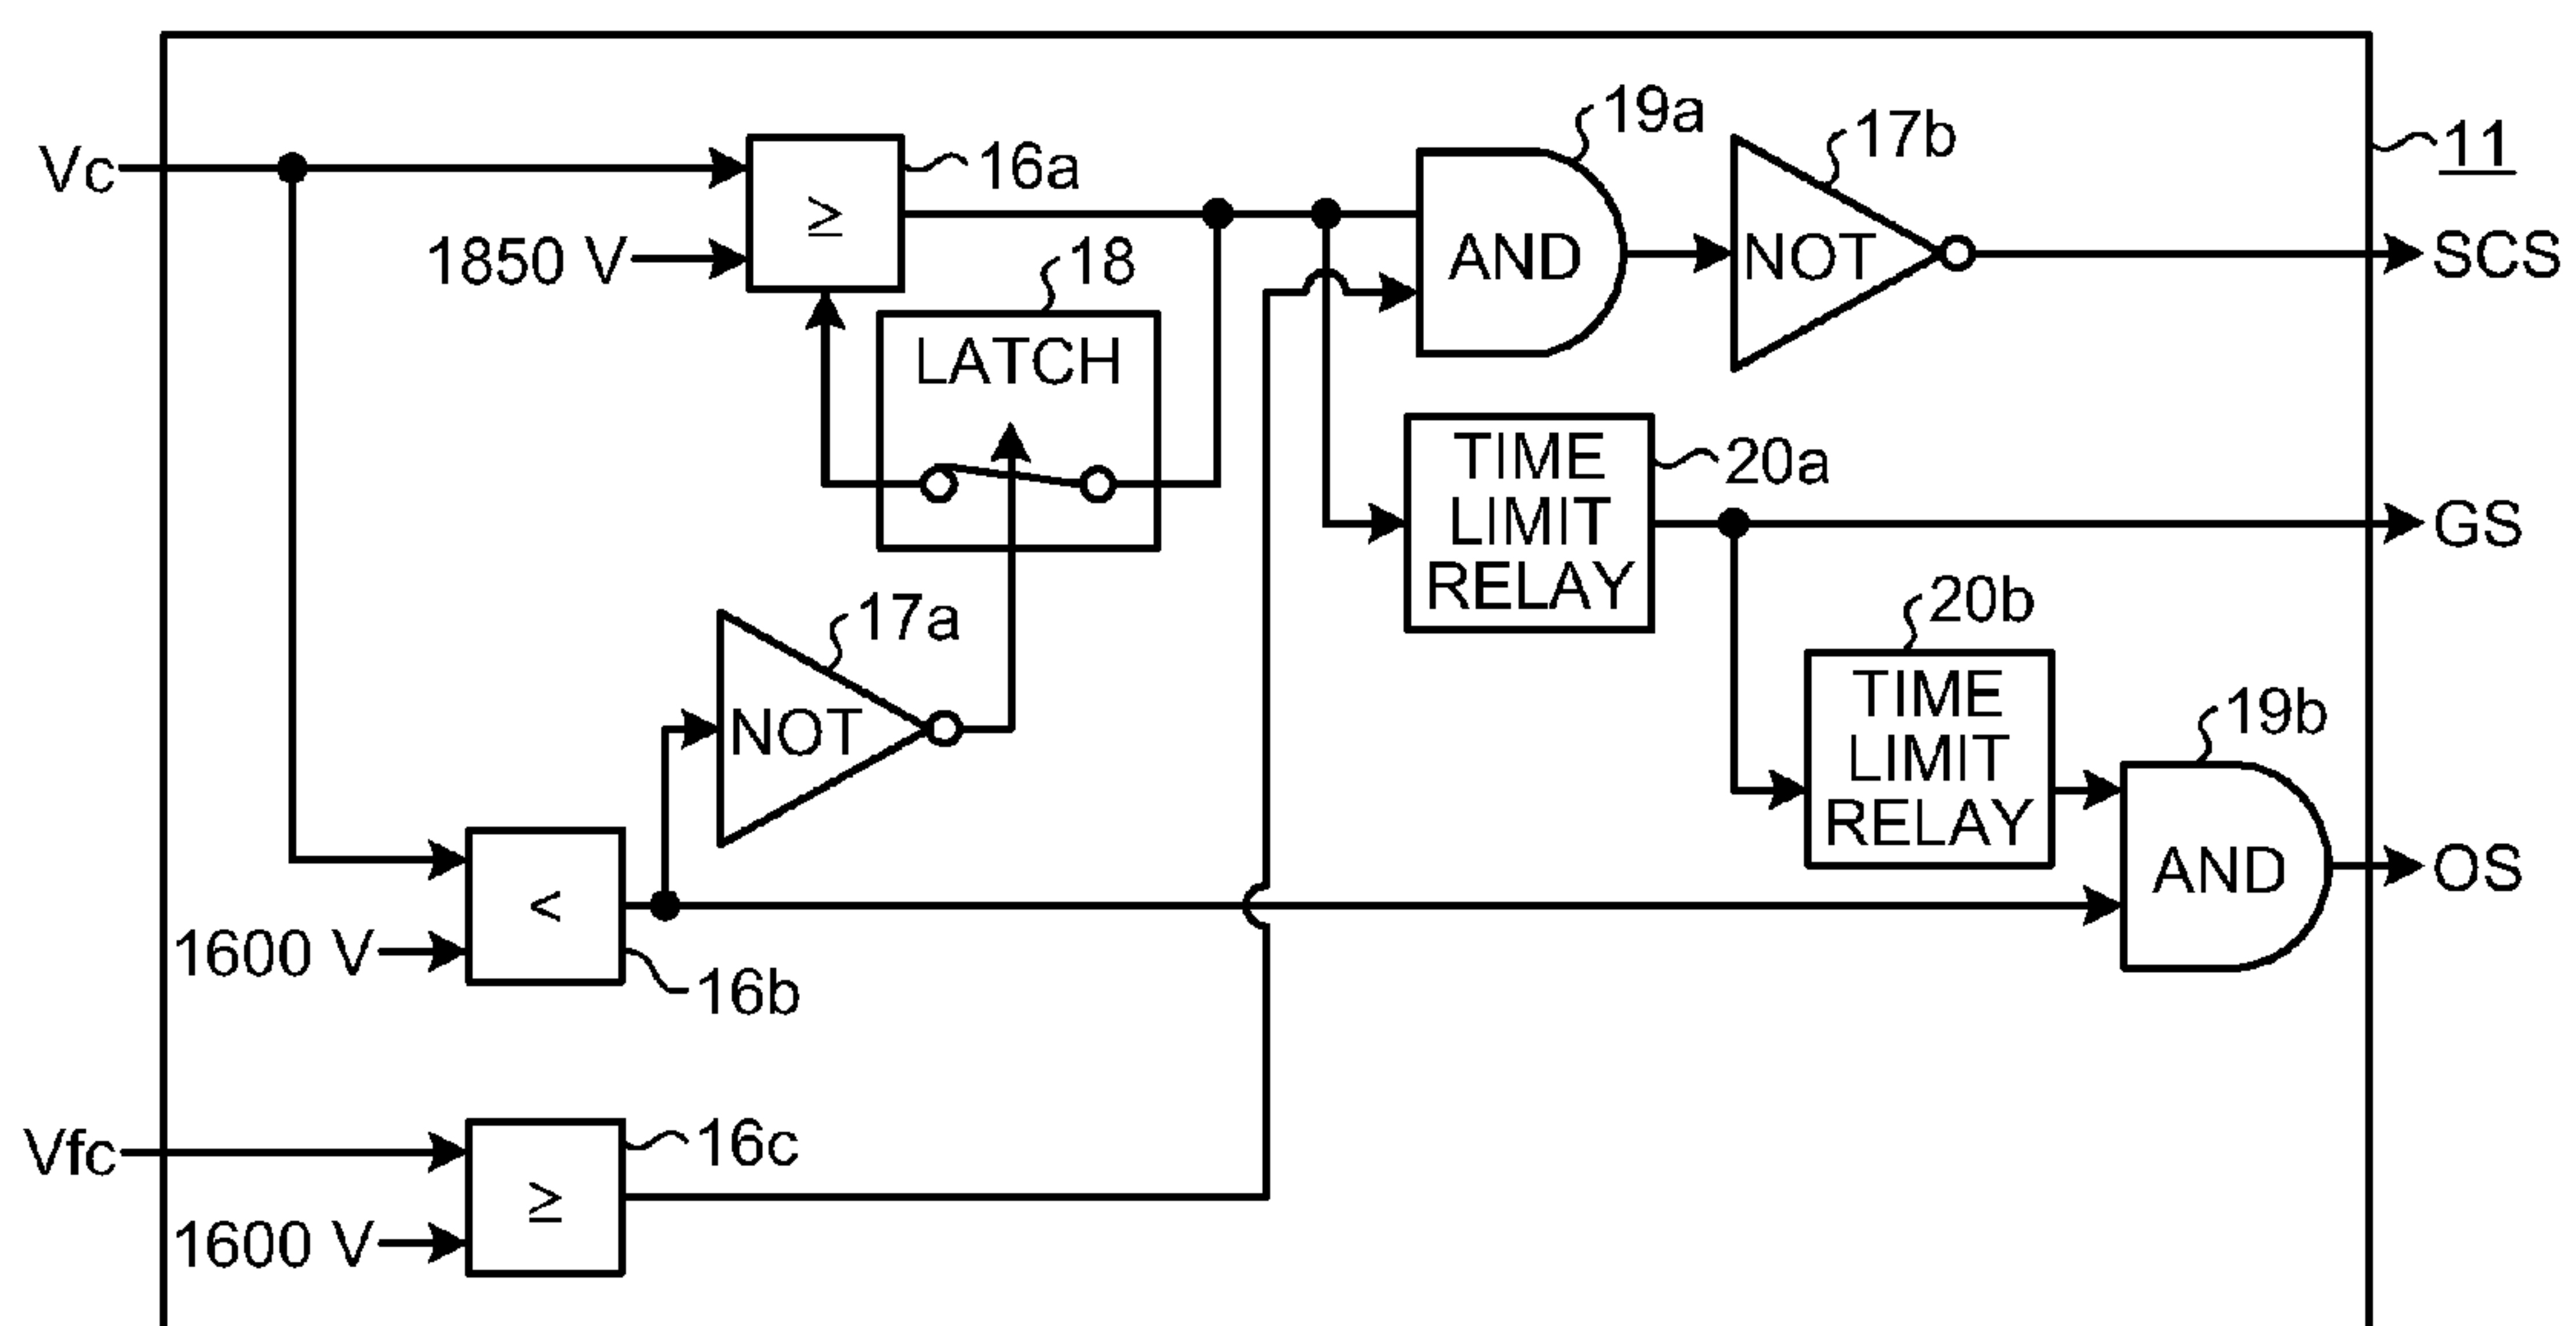 19a
17b
11
Vc
16a
≥
1850 V
18
AND
NOT
SCS
LATCH
TIME
LIMIT
RELAY
20a
GS
17a
NOT
20b
TIME
LIMIT
RELAY
19b
<
1600 V
16b
AND
OS
Vfc
16c
≥
1600 V